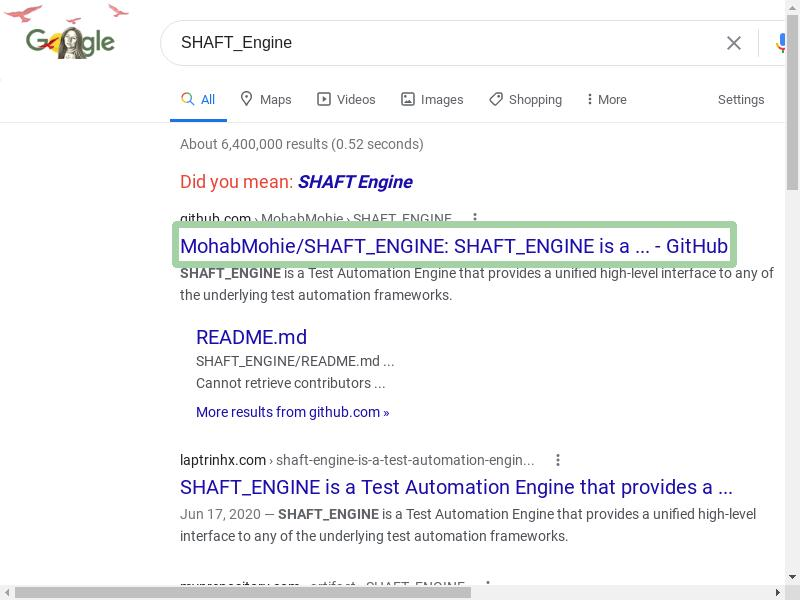 Google
SHAFT_Engine
All Maps Videos Images Shopping More Settings
About 6,400,000 results (0.52 seconds)
Did you mean: SHAFT Engine
github.com › MohabMohie › SHAFT_ENGINE
MohabMohie/SHAFT_ENGINE: SHAFT_ENGINE is a ... - GitHub
SHAFT_ENGINE is a Test Automation Engine that provides a unified high-level interface to any of
the underlying test automation frameworks.
README.md
SHAFT_ENGINE/README.md ...
Cannot retrieve contributors ...
More results from github.com »
laptrinhx.com › shaft-engine-is-a-test-automation-engin...
SHAFT_ENGINE is a Test Automation Engine that provides a ...
Jun 17, 2020 — SHAFT_ENGINE is a Test Automation Engine that provides a unified high-level
interface to any of the underlying test automation frameworks.